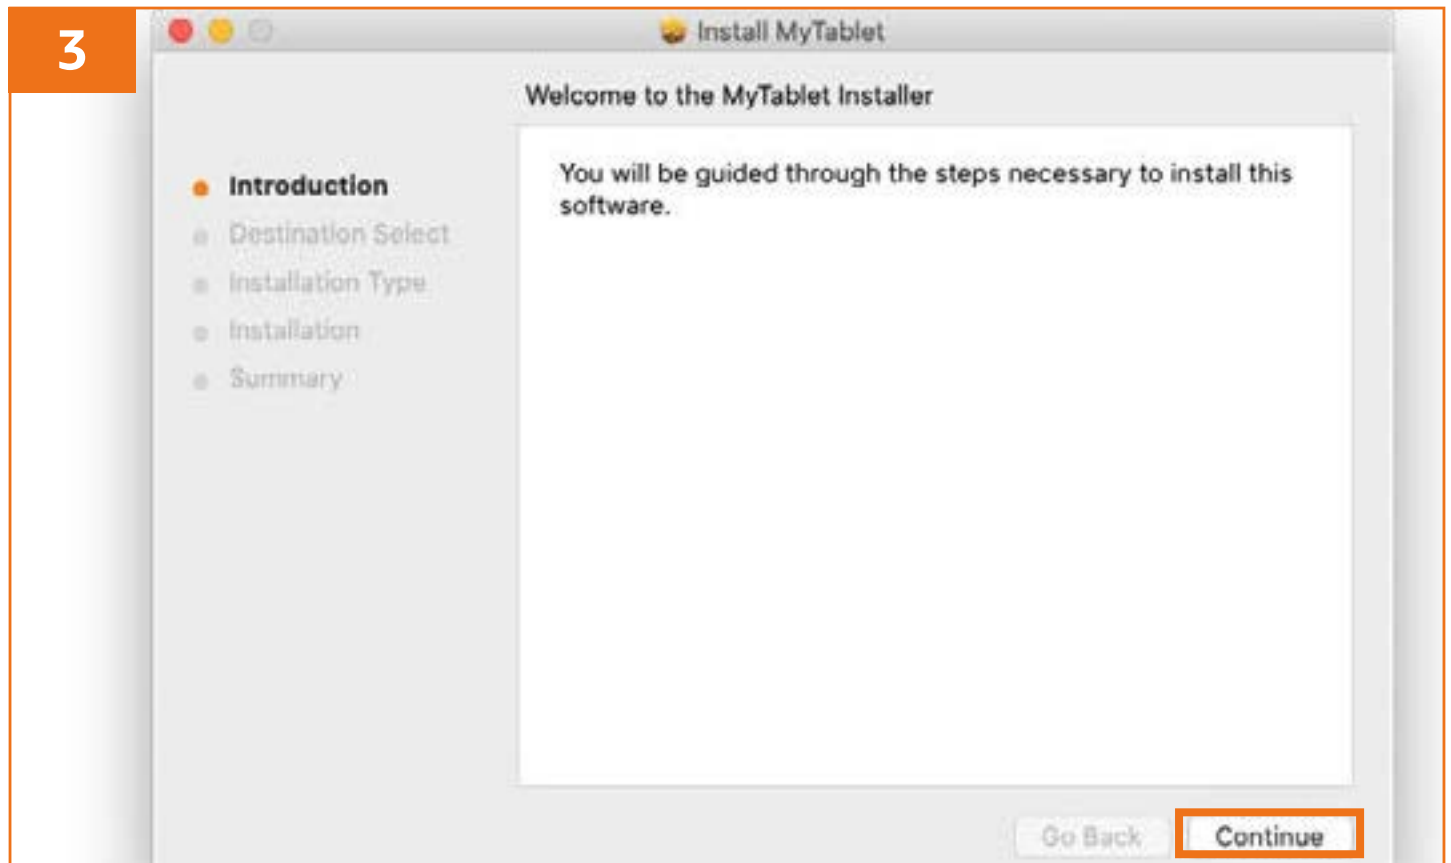 3
Install MyTablet
Welcome to the MyTablet Installer
Introduction
Destination Select
Installation Type
Installation
Summary
You will be guided through the steps necessary to install this
software.
Go Back
Continue